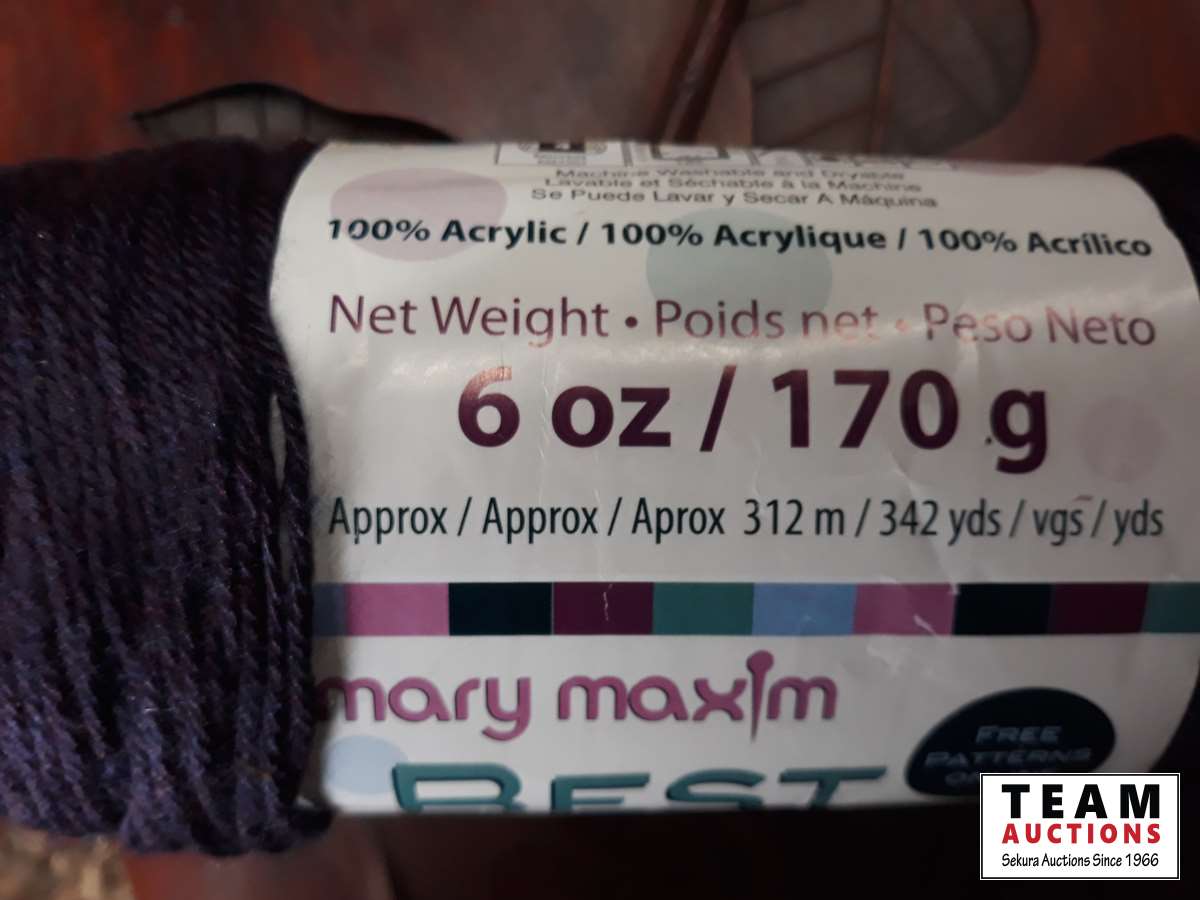 Machine Washable and Dryable
Lavable et Séchable à la Machine
Se Puede Lavar y Secar A Máquina
100% Acrylic / 100% Acrylique / 100% Acrílico
Net Weight • Poids net • Peso Neto
6 oz / 170 g
Approx / Approx / Aprox 312 m / 342 yds / vgs / yds
mary maxim
BEST
FREE
PATTERNS
TEAM
AUCTIONS
Sekura Auctions Since 1966